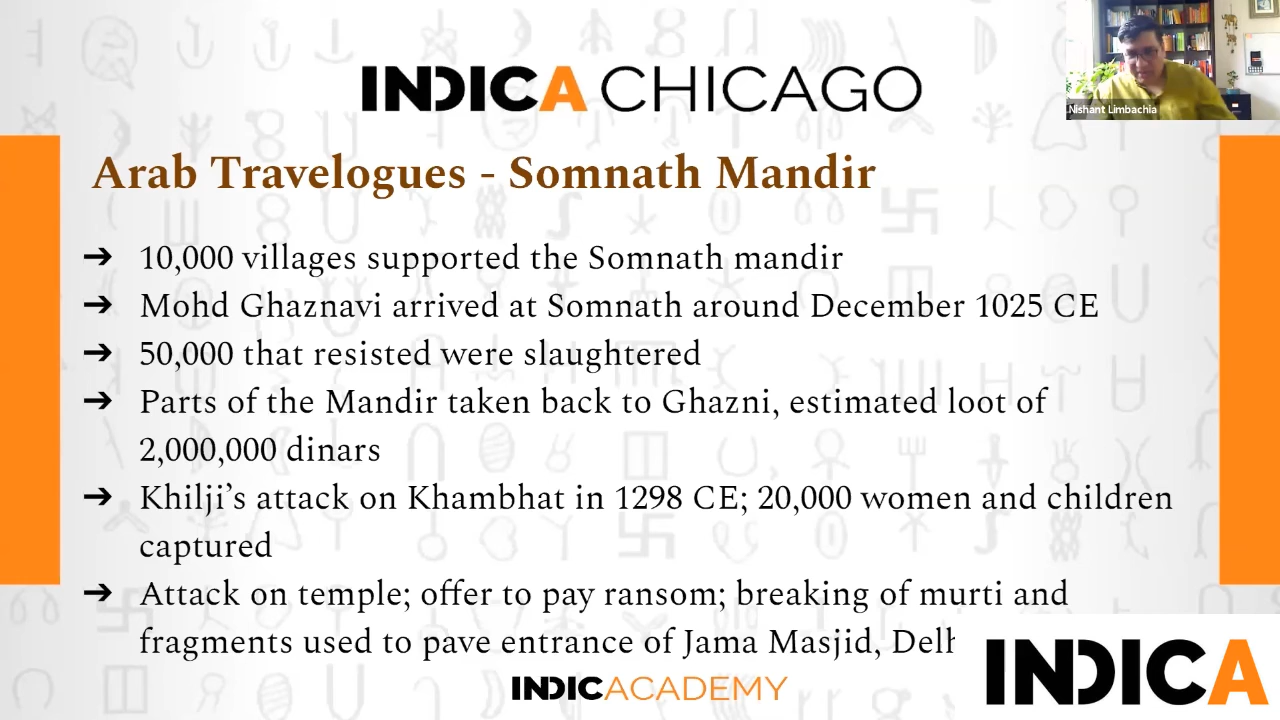 INDICA CHICAGO
Nishant Limbachia
Arab Travelogues - Somnath Mandir
➔ 10,000 villages supported the Somnath mandir
➔ Mohd Ghaznavi arrived at Somnath around December 1025 CE
➔ 50,000 that resisted were slaughtered
➔ Parts of the Mandir taken back to Ghazni, estimated loot of
2,000,000 dinars
➔ Khilji’s attack on Khambhat in 1298 CE; 20,000 women and children
captured
➔ Attack on temple; offer to pay ransom; breaking of murti and
fragments used to pave entrance of Jama Masjid,
INDICACADEMY
INDICA